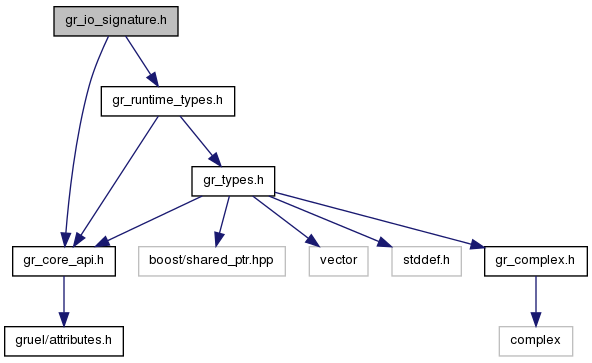 gr_io_signature.h
gr_runtime_types.h
gr_types.h
gr_core_api.h
boost/shared_ptr.hpp
vector
stddef.h
gr_complex.h
gruel/attributes.h
complex